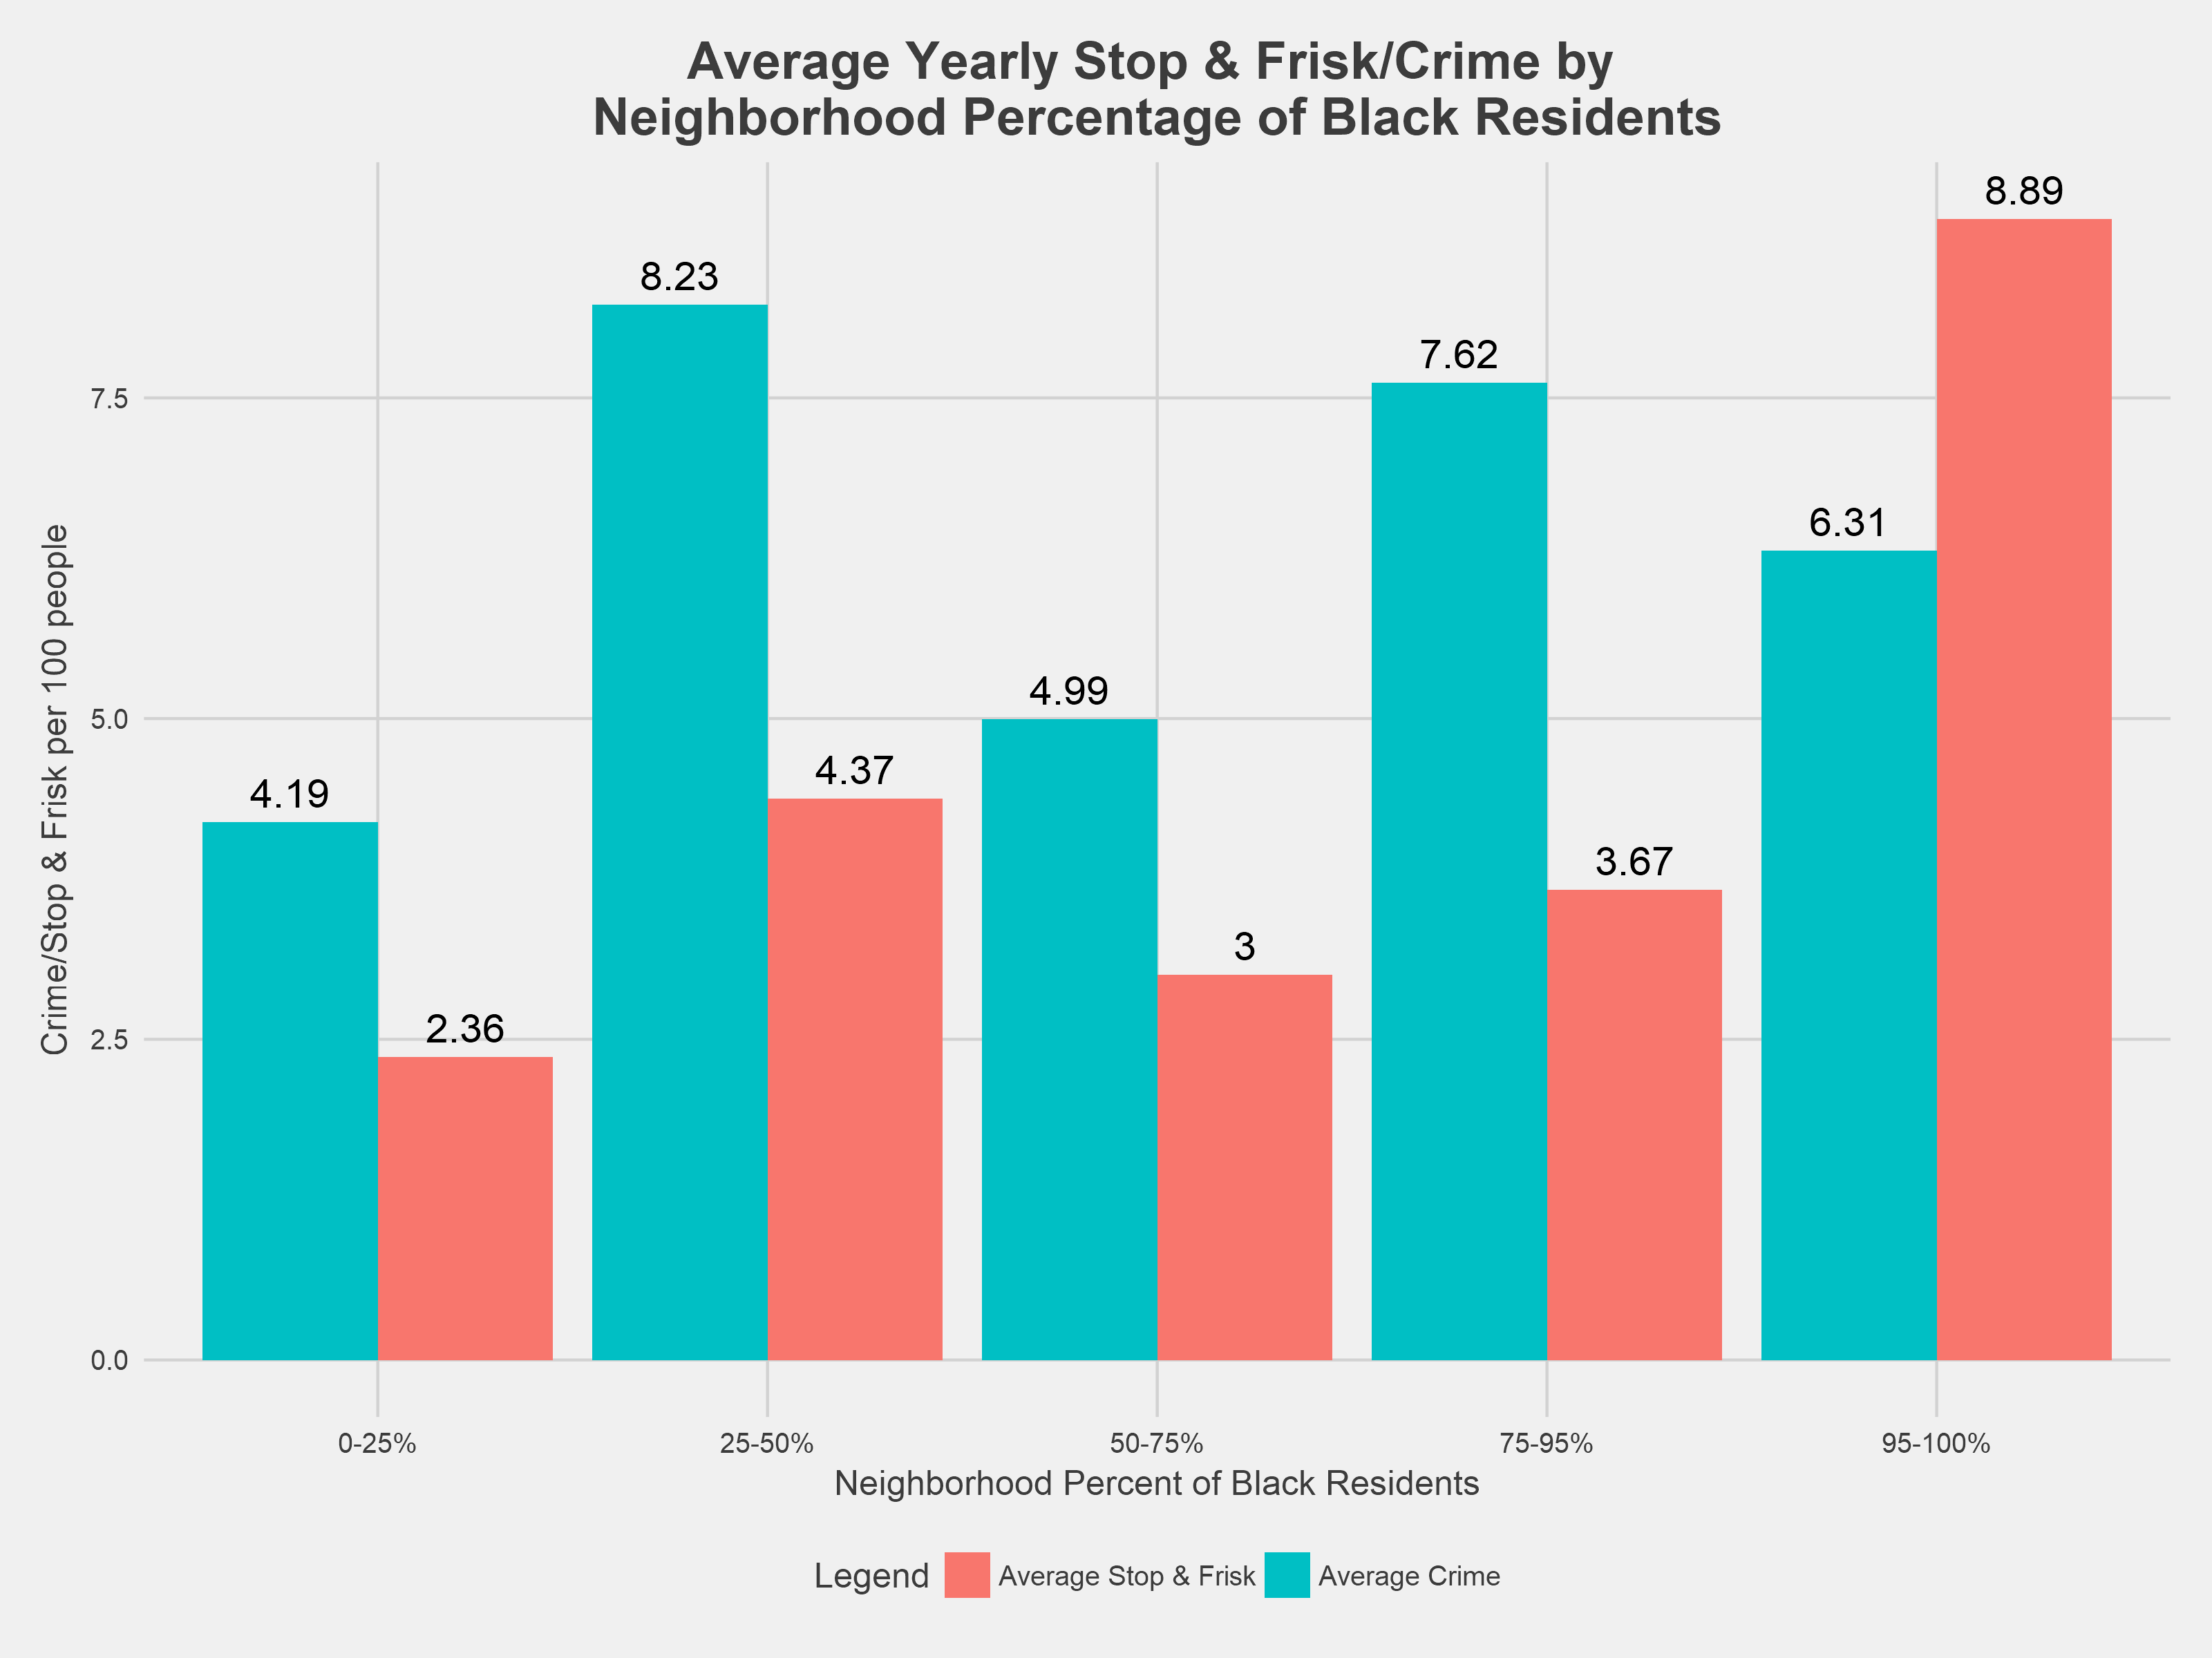 Average Yearly Stop & Frisk/Crime by
Neighborhood Percentage of Black Residents
8.89
8.23
7.62
7.5
6.31
4.99
5.0
4.37
4.19
3.67
3
2.5
2.36
0.0
Crime/Stop & Frisk per 100 people
0-25%
25-50%
50-75%
75-95%
95-100%
Neighborhood Percent of Black Residents
Legend
Average Stop & Frisk
Average Crime